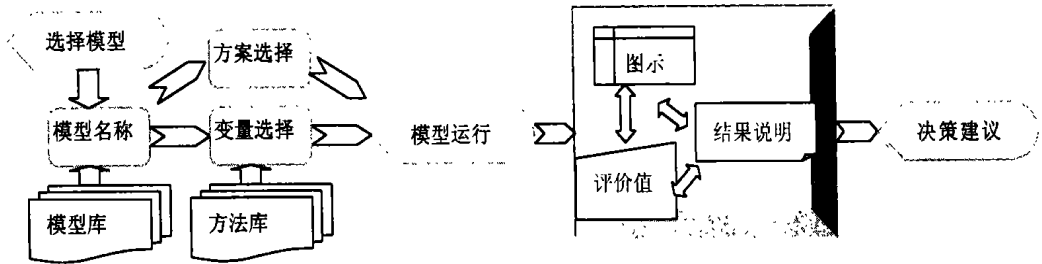 选择模型
方案选择
图示
模型名称
变量选择
模型运行
结果说明
决策建议
评价值
模型库
方法库